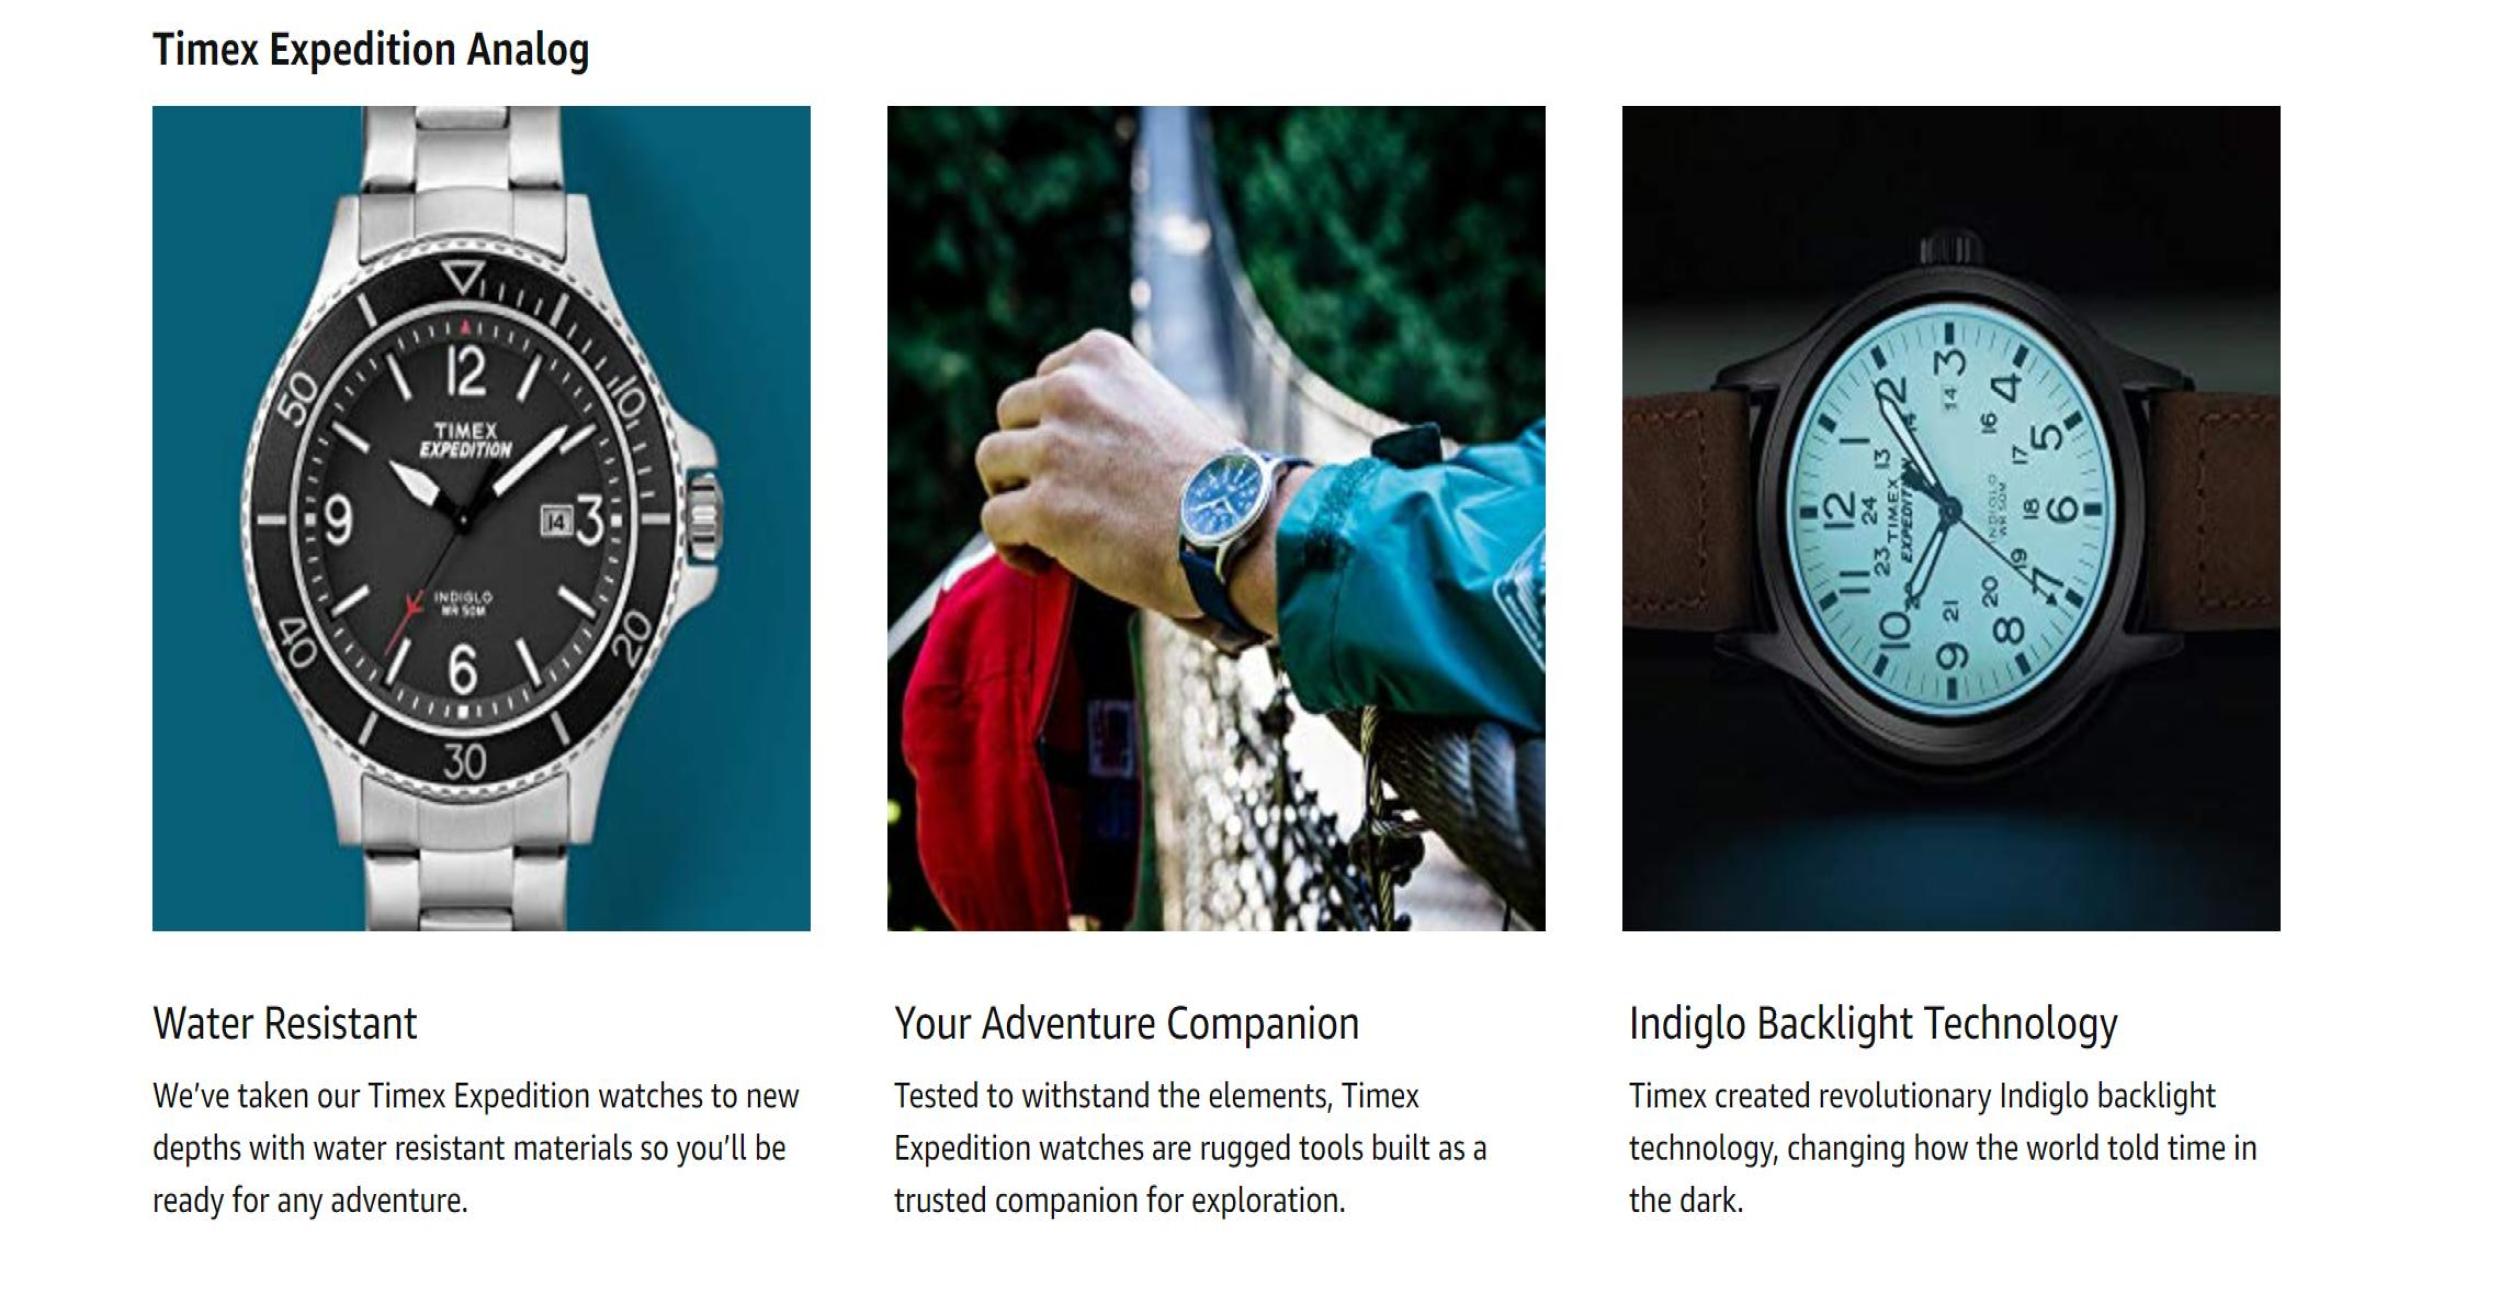 Timex Expedition Analog
50
10
12
TIMEX
EXPEDITION
9
14 3
INDIGLO
WR 50M
40
20
6
30
3
14
2
4
16
1
13
5
17
12
24
TIMEX
EXPEDITION
INDIGLO
WR 50M
18
6
11
23
19
7
20
10
21
8
9
Water Resistant
We’ve taken our Timex Expedition watches to new
depths with water resistant materials so you’ll be
ready for any adventure.
Your Adventure Companion
Tested to withstand the elements, Timex
Expedition watches are rugged tools built as a
trusted companion for exploration.
Indiglo Backlight Technology
Timex created revolutionary Indiglo backlight
technology, changing how the world told time in
the dark.